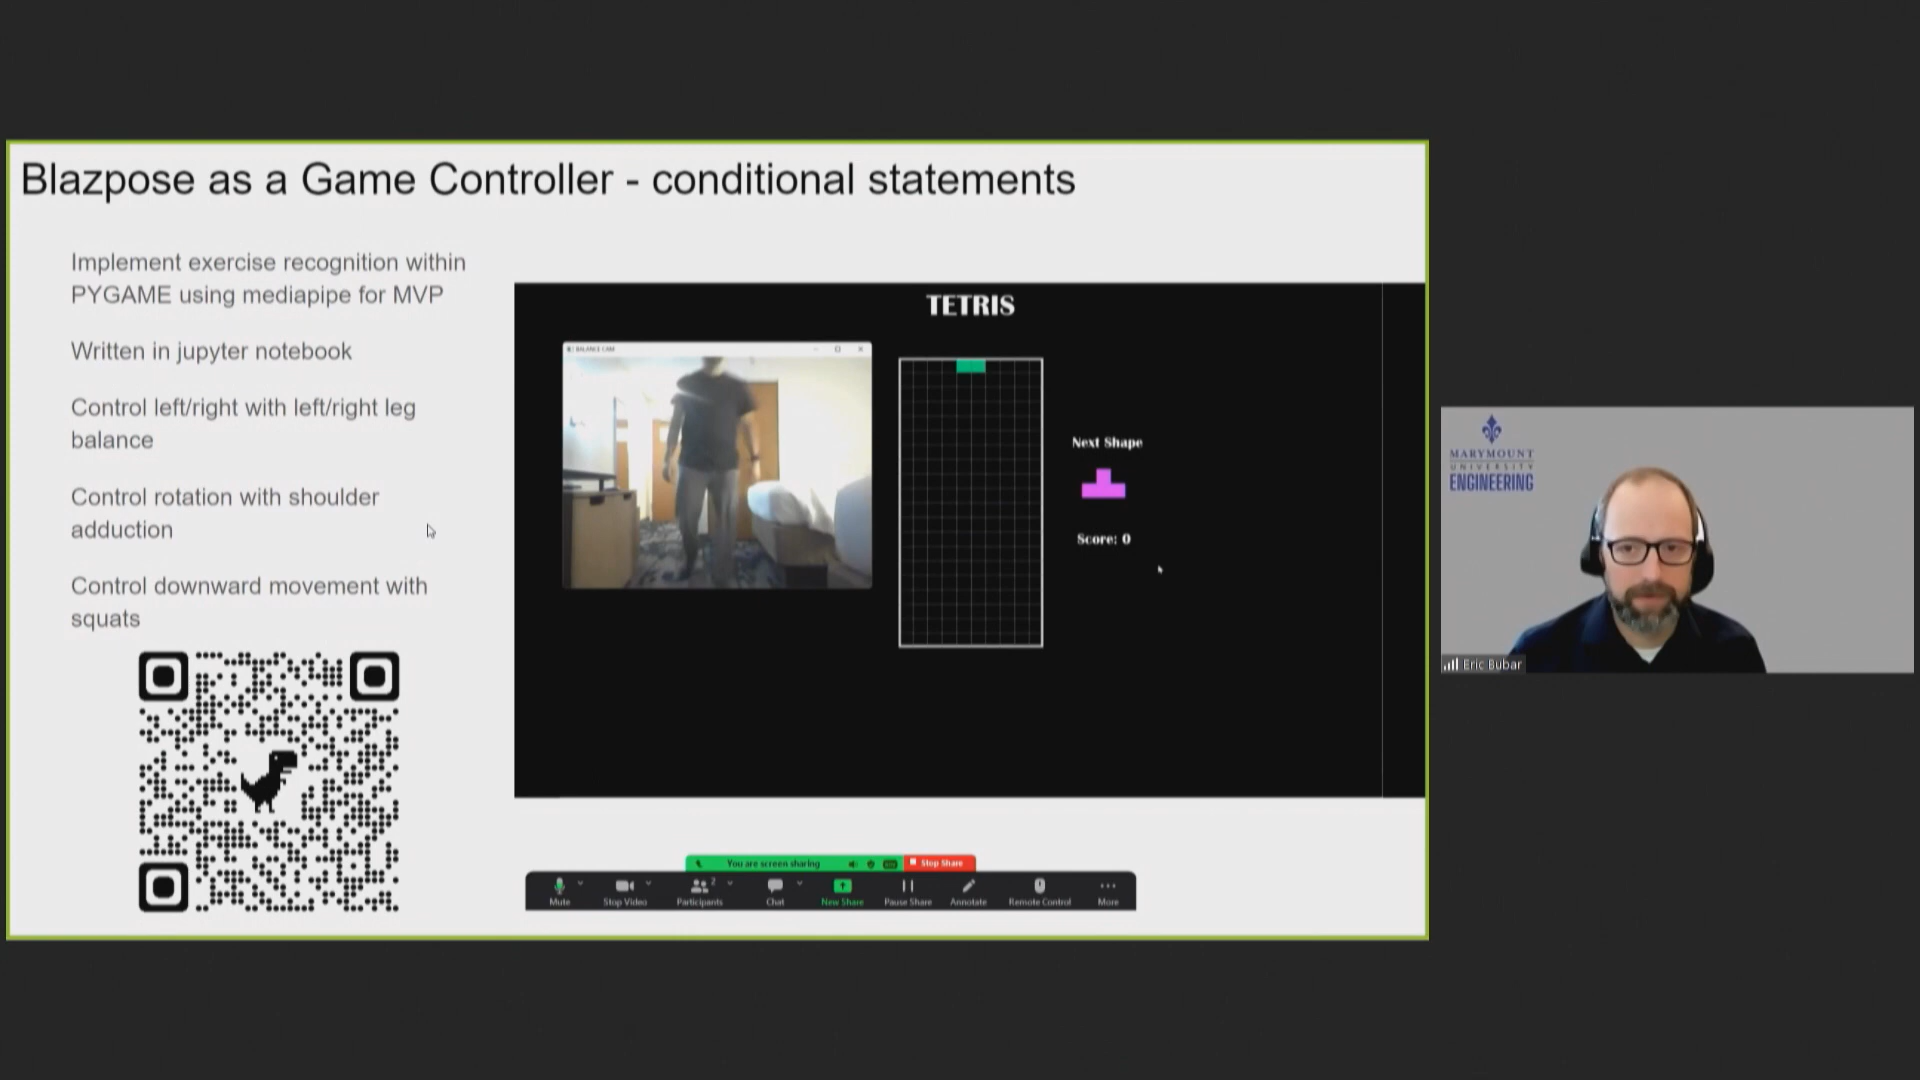 Blazpose as a Game Controller - conditional statements
Implement exercise recognition within
PYGAME using mediapipe for MVP
Written in jupyter notebook
Control left/right with left/right leg
balance
Control rotation with shoulder
adduction
Control downward movement with
squats
TETRIS
BALANCE CAM
Next Shape
Score: 0
You are screen sharing
Stop Share
Mute
Stop Video
Participants
2
Chat
New Share
Pause Share
Annotate
Remote Control
More
MARYMOUNT
UNIVERSITY
ENGINEERING
Eric Bubar